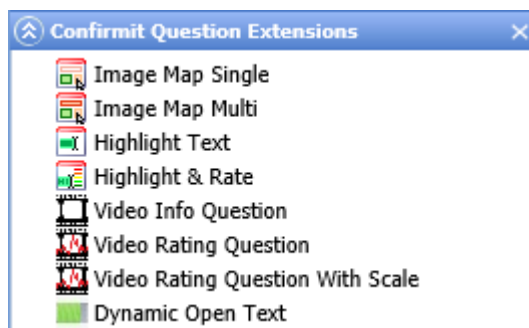 Confirmit Question Extensions
Image Map Single
Image Map Multi
Highlight Text
Highlight & Rate
Video Info Question
Video Rating Question
Video Rating Question With Scale
Dynamic Open Text